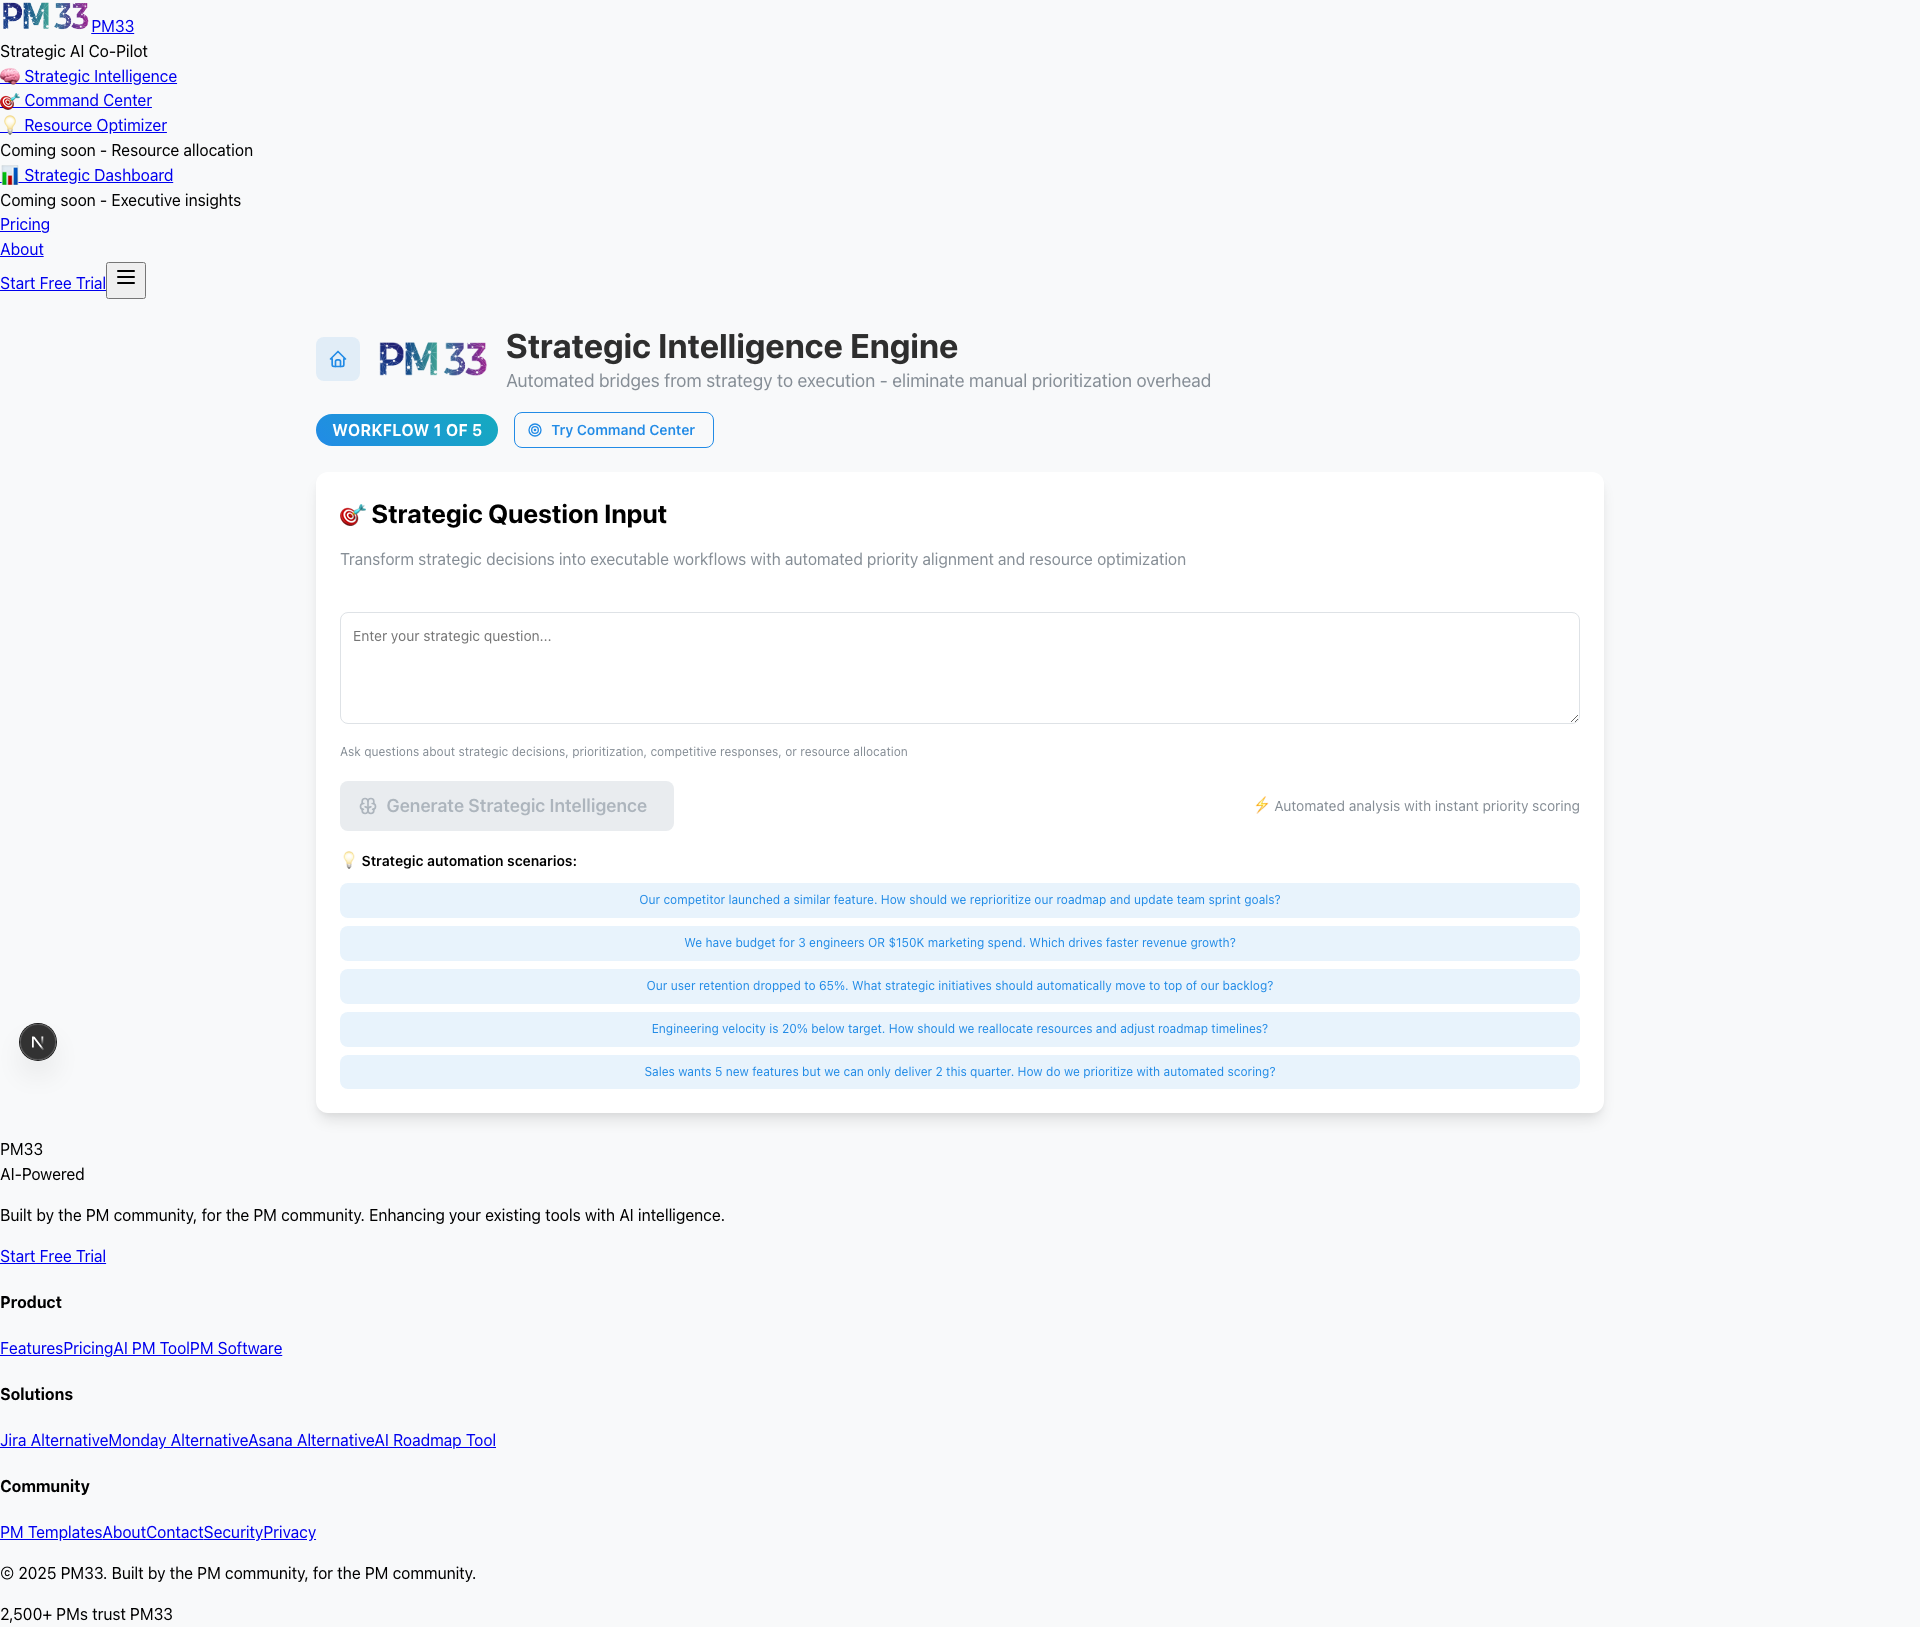 PM 33 PM33
Strategic AI Co-Pilot
🧠 Strategic Intelligence
🎯 Command Center
💡 Resource Optimizer
Coming soon - Resource allocation
📊 Strategic Dashboard
Coming soon - Executive insights
Pricing
About
Start Free Trial
PM 33
Strategic Intelligence Engine
Automated bridges from strategy to execution - eliminate manual prioritization overhead
WORKFLOW 1 OF 5
Try Command Center
🎯 Strategic Question Input
Transform strategic decisions into executable workflows with automated priority alignment and resource optimization
Enter your strategic question...
Ask questions about strategic decisions, prioritization, competitive responses, or resource allocation
Generate Strategic Intelligence
⚡ Automated analysis with instant priority scoring
💡 Strategic automation scenarios:
Our competitor launched a similar feature. How should we reprioritize our roadmap and update team sprint goals?
We have budget for 3 engineers OR $150K marketing spend. Which drives faster revenue growth?
Our user retention dropped to 65%. What strategic initiatives should automatically move to top of our backlog?
N
Engineering velocity is 20% below target. How should we reallocate resources and adjust roadmap timelines?
Sales wants 5 new features but we can only deliver 2 this quarter. How do we prioritize with automated scoring?
PM33
AI-Powered
Built by the PM community, for the PM community. Enhancing your existing tools with AI intelligence.
Start Free Trial
Product
FeaturesPricingAI PM ToolPM Software
Solutions
Jira AlternativeMonday AlternativeAsana AlternativeAI Roadmap Tool
Community
PM TemplatesAboutContactSecurityPrivacy
© 2025 PM33. Built by the PM community, for the PM community.
2,500+ PMs trust PM33